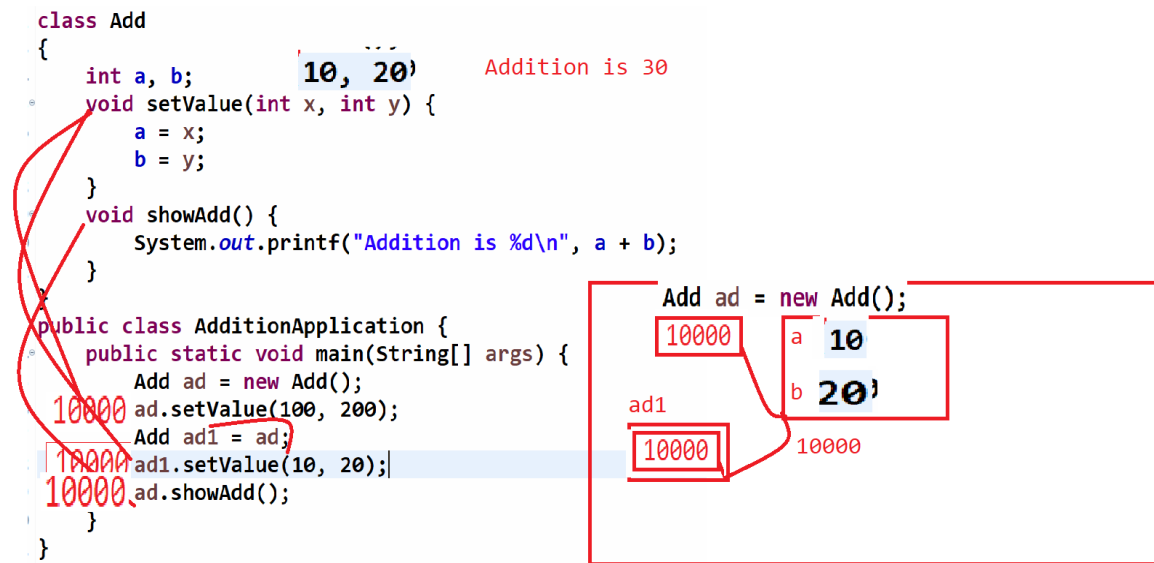 class Add
{
int a, b;
10, 20
Addition is 30
void setValue(int x, int y) {
a = x;
b = y;
}
void showAdd() {
System.out.printf("Addition is %d\n", a + b);
}
}
public class AdditionApplication {
public static void main(String[] args) {
Add ad = new Add();
10000 ad.setValue(100, 200);
Add ad1 = ad;
10000 ad1.setValue(10, 20);
10000 ad.showAdd();
}
}
Add ad = new Add();
10000
a 10
b 20
ad1
10000
10000